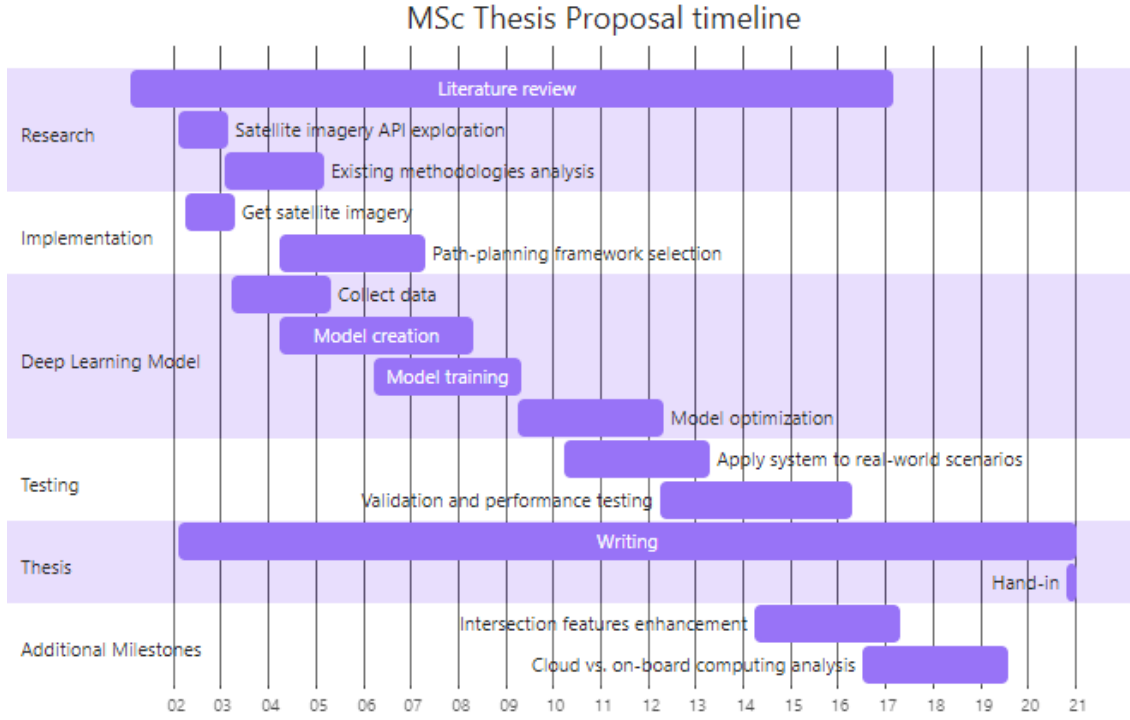 MSc Thesis Proposal timeline
Literature review
Research
Satellite imagery API exploration
Existing methodologies analysis
Get satellite imagery
Implementation
Path-planning framework selection
Collect data
Model creation
Deep Learning Model
Model training
Model optimization
Apply system to real-world scenarios
Testing
Validation and performance testing
Writing
Thesis
Hand-in
Intersection features enhancement
Additional Milestones
Cloud vs. on-board computing analysis
02 03 04 05 06 07 08 09 10 11 12 13 14 15 16 17 18 19 20 21